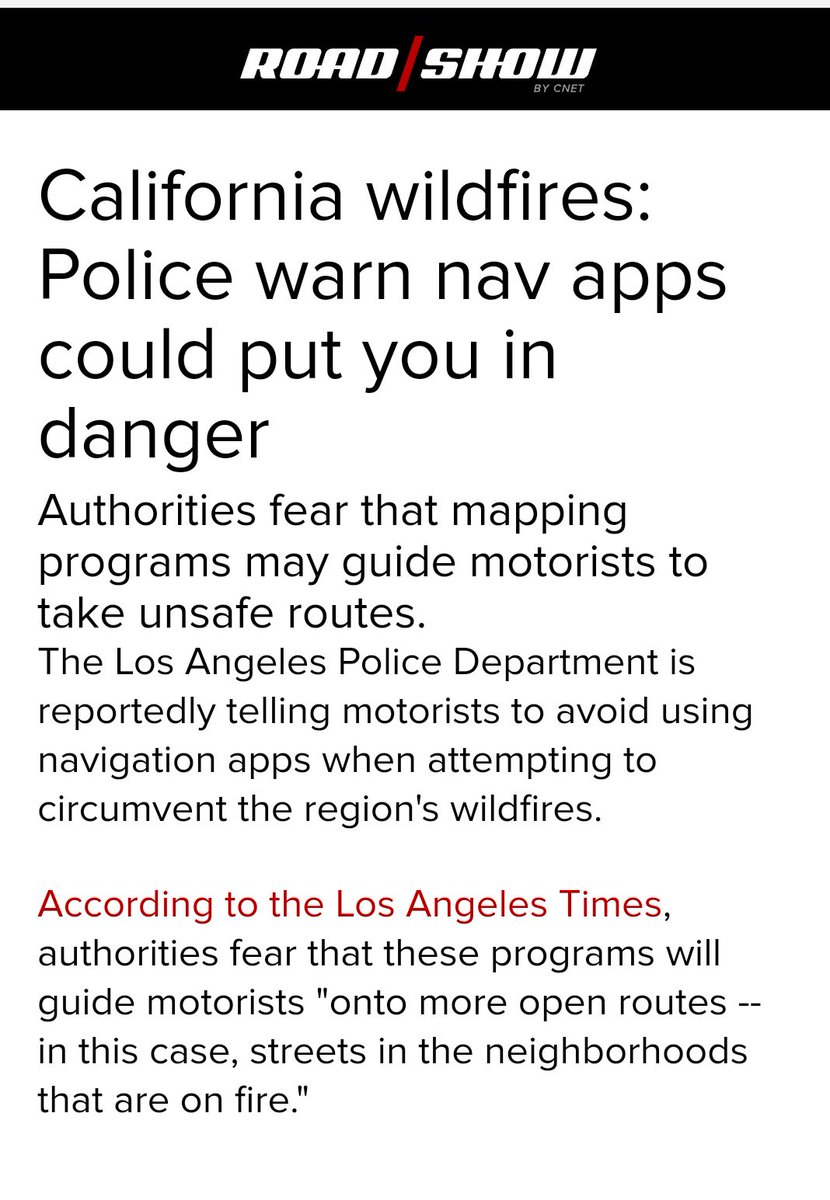 ROAD/SHOW
BY CNET
California wildfires:
Police warn nav apps
could put you in
danger
Authorities fear that mapping
programs may guide motorists to
take unsafe routes.
The Los Angeles Police Department is
reportedly telling motorists to avoid using
navigation apps when attempting to
circumvent the region's wildfires.
According to the Los Angeles Times,
authorities fear that these programs will
guide motorists "onto more open routes --
in this case, streets in the neighborhoods
that are on fire."